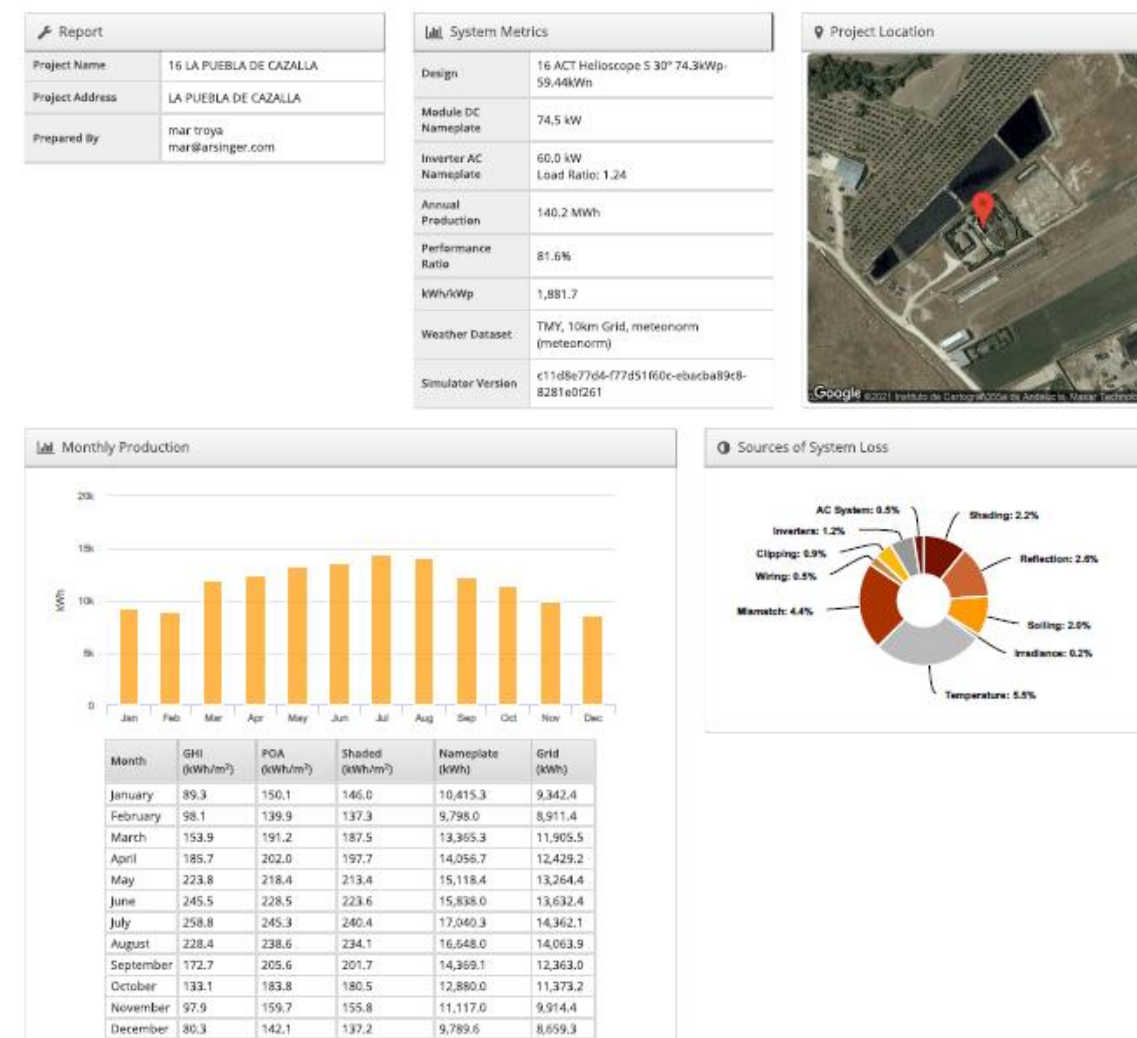 Report
Project Name 16 LA PUEBLA DE CAZALLA
Project Address LA PUEBLA DE CAZALLA
Prepared By mar troya
mar@arsinger.com
System Metrics
Design 16 ACT Helioscope S 30° 74.3kWp-
59.44kWn
Module DC
Nameplate 74.5 kW
Inverter AC
Nameplate 60.0 kW
Load Ratio: 1.24
Annual
Production 140.2 MWh
Performance
Ratio 81.6%
kWh/kWp 1,881.7
Weather Dataset TMY, 10km Grid, meteonorm
(meteonorm)
Simulator Version c11d8e77d4-f77d51f60c-ebacba89c8-
8281e0f261
Project Location
Google ©2021 Instituto de
Monthly Production
kWh
20k
15k
10k
5k
0
Jan Feb Mar Apr May Jun Jul Aug Sep Oct Nov Dec
Month GHI (kWh/m²) POA (kWh/m²) Shaded (kWh/m²) Nameplate (kWh) Grid (kWh)
January 89.3 150.1 146.0 10,415.3 9,342.4
February 98.1 139.9 137.3 9,798.0 8,911.4
March 153.9 191.2 187.5 13,365.3 11,905.5
April 185.7 202.0 197.7 14,056.7 12,429.2
May 223.8 218.4 213.4 15,118.4 13,264.4
June 245.5 228.5 223.6 15,838.0 13,632.4
July 258.8 245.3 240.4 17,040.3 14,362.1
August 228.4 238.6 234.1 16,648.0 14,063.9
September 172.7 205.6 201.7 14,369.1 12,363.0
October 133.1 183.8 180.5 12,880.0 11,373.2
November 97.9 159.7 155.8 11,117.0 9,914.4
December 80.3 142.1 137.2 9,789.6 8,659.3
Sources of System Loss
AC System: 0.5%
Shading: 2.2%
Inverters: 1.2%
Reflection: 2.6%
Clipping: 0.9%
Wiring: 0.5%
Mismatch: 4.4%
Soiling: 2.0%
Irradiance: 0.2%
Temperature: 5.5%